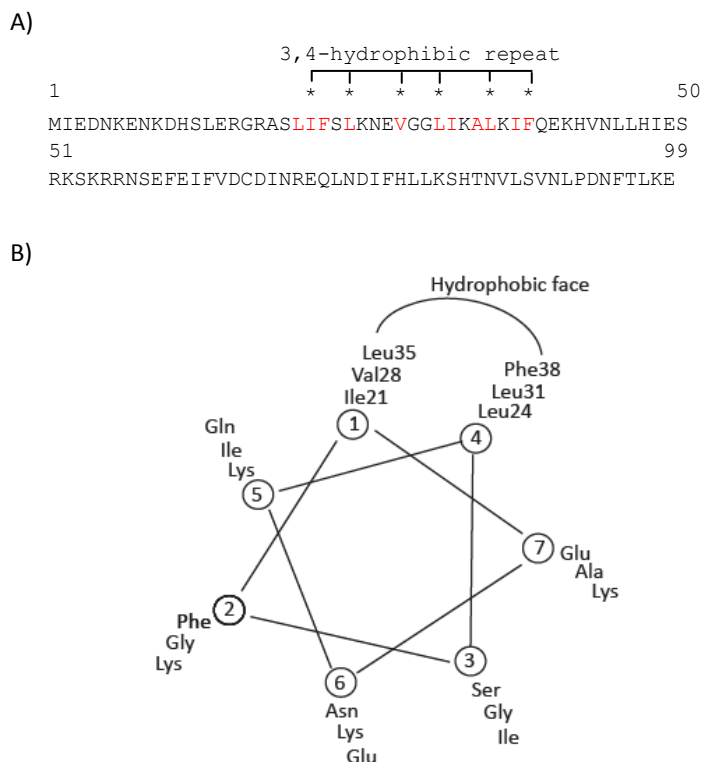 A)
3,4-hydrophibic repeat
* * * * * *
1 50
MIEDNKENKDHSLERGRASLIFSLKNEVGGLIKALKIFQEKHVNLLHIES
51 99
RKSKRRNSEFEIFVDCDINREQLNDIFHLLKSHTNVLSVNLPDNFTLKE
B)
Hydrophobic face
Leu35
Val28
Ile21
Phe38
Leu31
Leu24
1
4
Gln
Ile
Lys
5
7
Glu
Ala
Lys
Phe
Gly
Lys
2
3
Ser
Gly
Ile
6
Asn
Lys
Glu